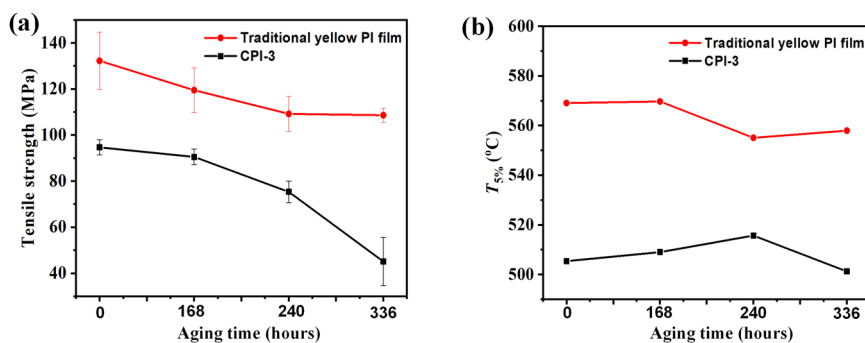 (a)
Traditional yellow PI film
CPI-3
Tensile strength (MPa)
140
120
100
80
60
40
0 168 240 336
Aging time (hours)
(b)
Traditional yellow PI film
CPI-3
T5% (°C)
600
580
560
540
520
500
0 168 240 336
Aging time (hours)